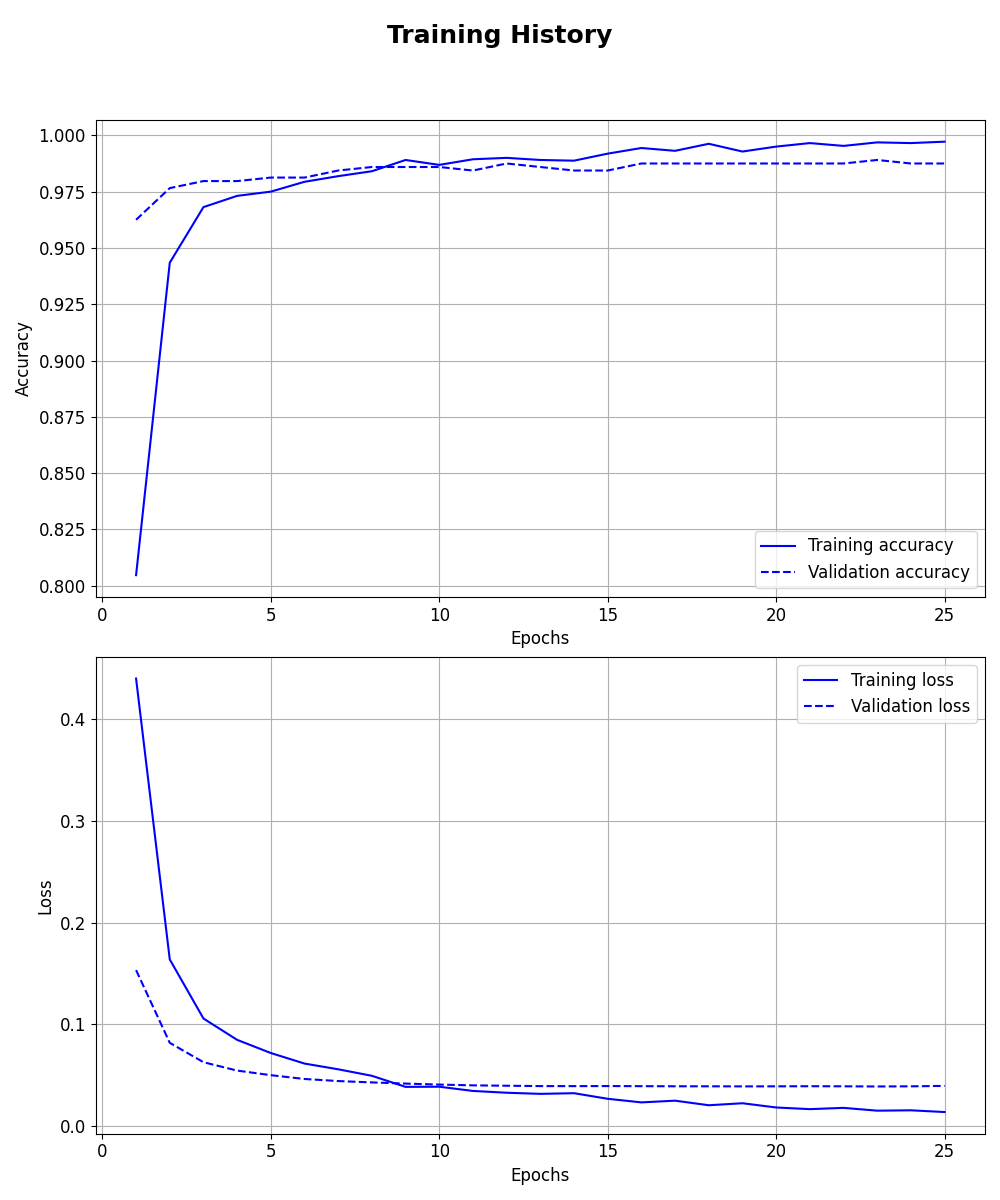 Training History
1.000
0.975
0.950
0.925
0.900
0.875
0.850
0.825
0.800
Accuracy
Training accuracy
Validation accuracy
0 5 10 15 20 25
Epochs
0.4
0.3
0.2
0.1
0.0
Loss
Training loss
Validation loss
0 5 10 15 20 25
Epochs